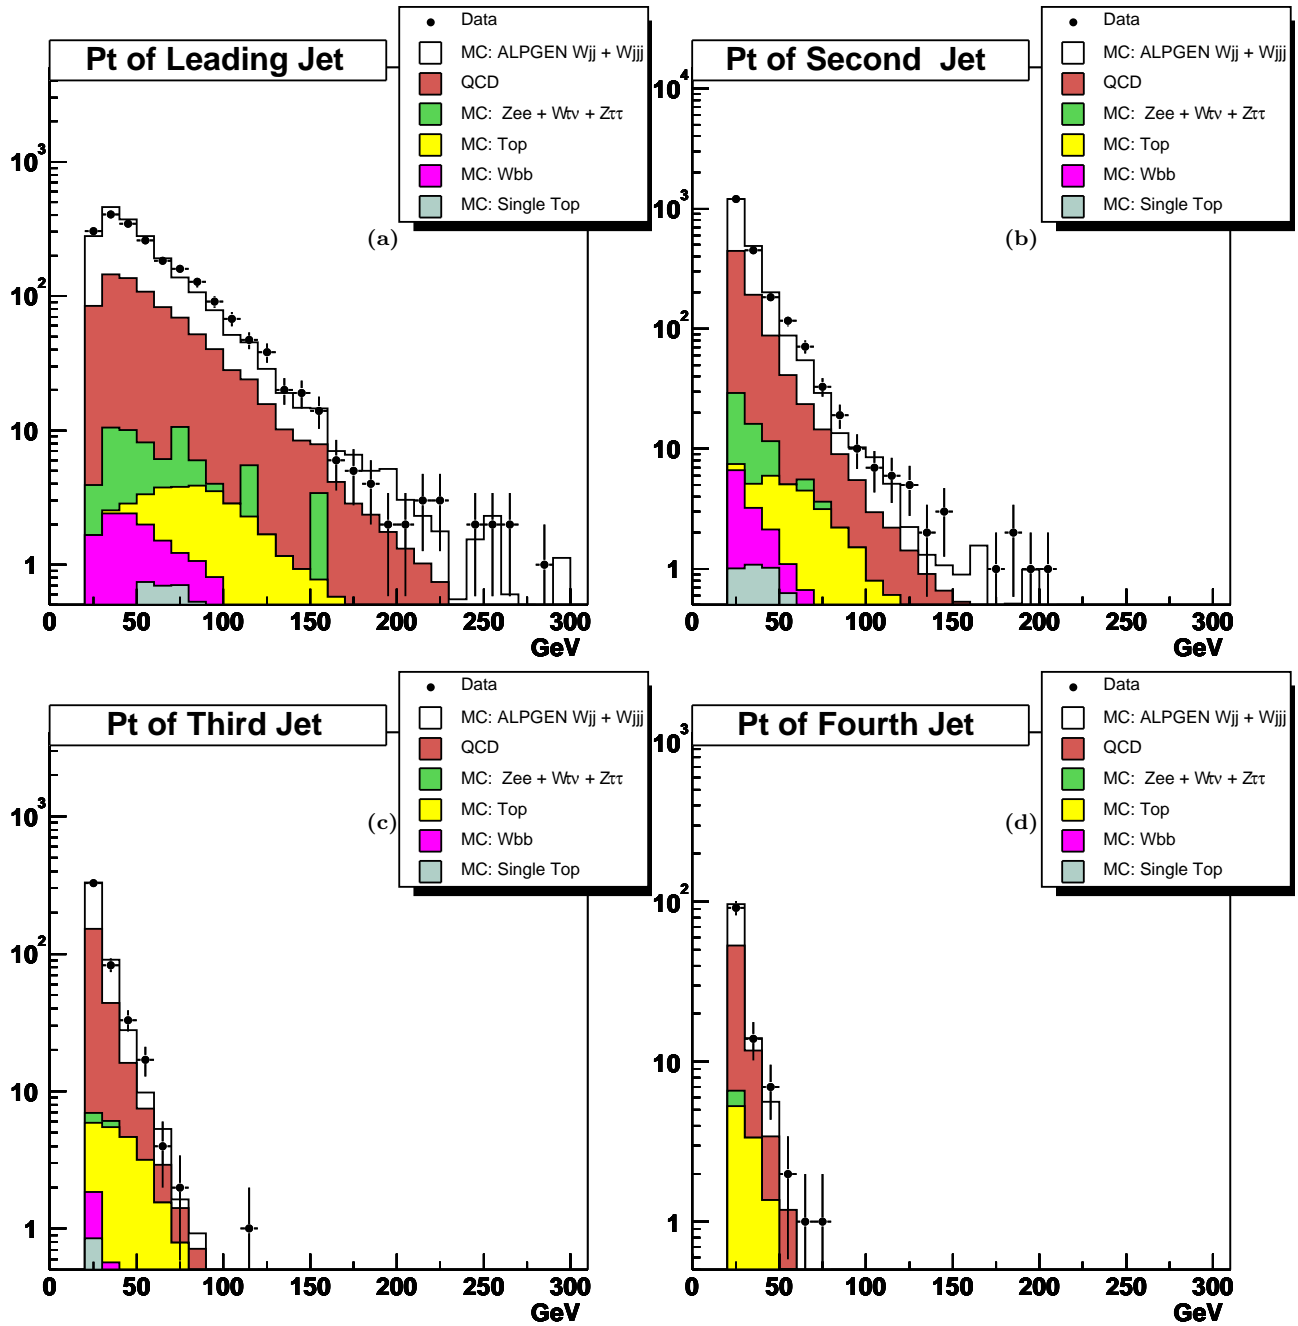 Pt of Leading Jet
Data
MC: ALPGEN Wjj + Wjjj
QCD
MC: Zee + Wτν + Zττ
MC: Top
MC: Wbb
MC: Single Top
(a)
10³
10²
10
1
0 50 100 150 200 250 300
GeV
Pt of Second Jet
Data
MC: ALPGEN Wjj + Wjjj
QCD
MC: Zee + Wτν + Zττ
MC: Top
MC: Wbb
MC: Single Top
(b)
10⁴
10³
10²
10
1
0 50 100 150 200 250 300
GeV
Pt of Third Jet
Data
MC: ALPGEN Wjj + Wjjj
QCD
MC: Zee + Wτν + Zττ
MC: Top
MC: Wbb
MC: Single Top
(c)
10³
10²
10
1
0 50 100 150 200 250 300
GeV
Pt of Fourth Jet
Data
MC: ALPGEN Wjj + Wjjj
QCD
MC: Zee + Wτν + Zττ
MC: Top
MC: Wbb
MC: Single Top
(d)
10³
10²
10
1
0 50 100 150 200 250 300
GeV